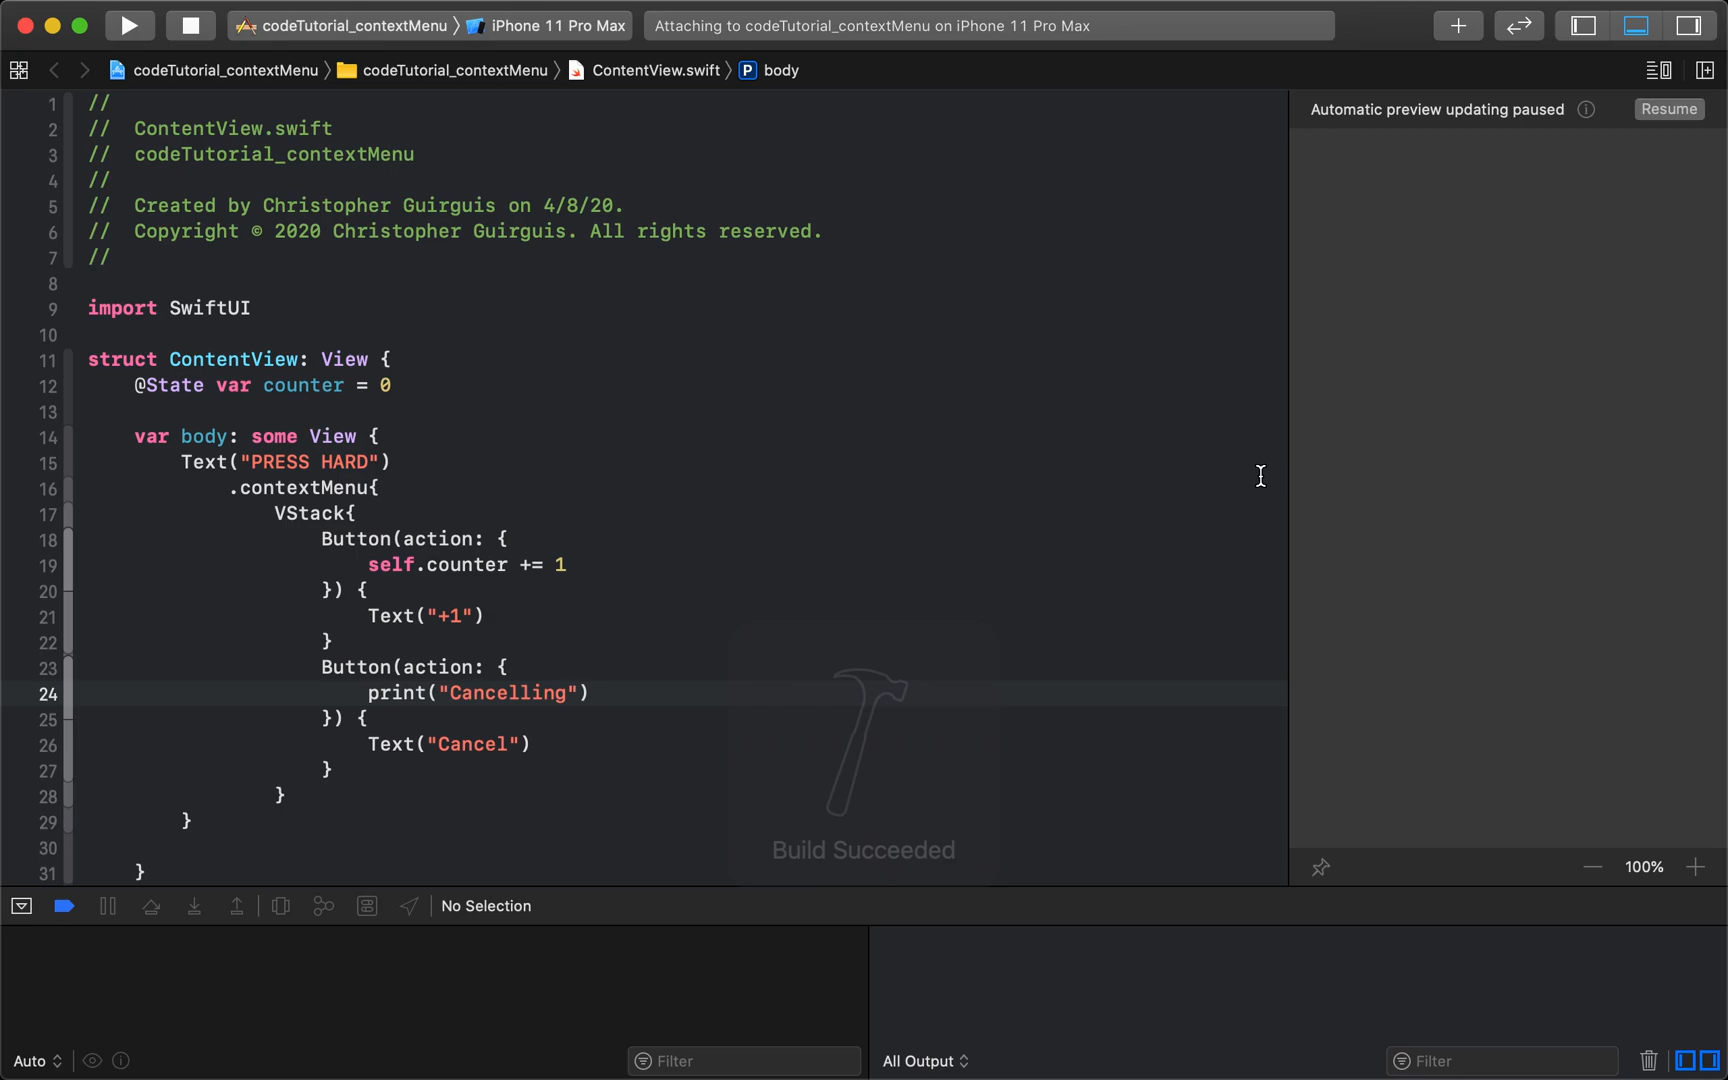 codeTutorial_contextMenu 〉 iPhone 11 Pro Max
Attaching to codeTutorial_contextMenu on iPhone 11 Pro Max
codeTutorial_contextMenu 〉 codeTutorial_contextMenu 〉 ContentView.swift 〉 P body
Automatic preview updating paused
Resume
1 //
2 //  ContentView.swift
3 //  codeTutorial_contextMenu
4 //
5 //  Created by Christopher Guirguis on 4/8/20.
6 //  Copyright © 2020 Christopher Guirguis. All rights reserved.
7 //
8
9 import SwiftUI
10
11 struct ContentView: View {
12     @State var counter = 0
13
14     var body: some View {
15         Text("PRESS HARD")
16             .contextMenu{
17                 VStack{
18                     Button(action: {
19                         self.counter += 1
20                     }) {
21                         Text("+1")
22                     }
23                     Button(action: {
24                         print("Cancelling")
25                     }) {
26                         Text("Cancel")
27                     }
28                 }
29         }
30
31     }
Build Succeeded
100%
No Selection
Auto
Filter
All Output
Filter